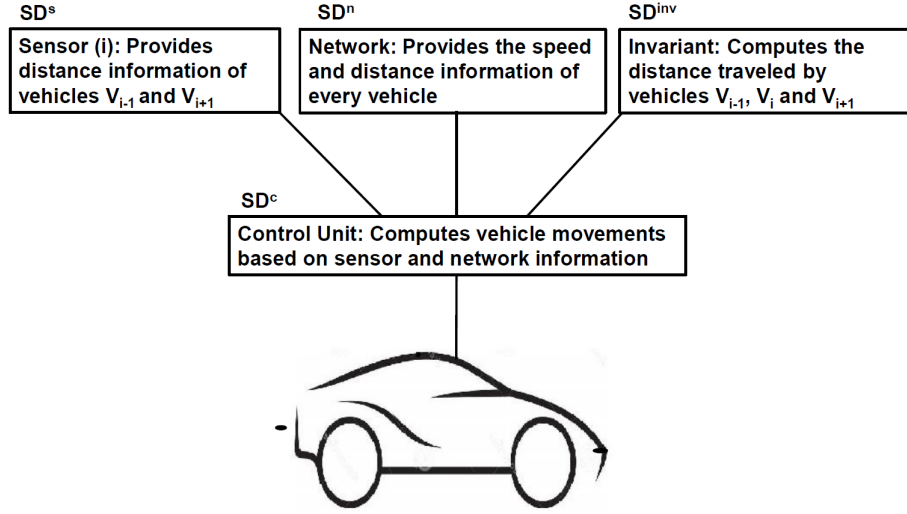 SDˢ
Sensor (i): Provides
distance information of
vehicles Vᵢ₋₁ and Vᵢ₊₁
SDⁿ
Network: Provides the speed
and distance information of
every vehicle
SDⁱⁿᵛ
Invariant: Computes the
distance traveled by
vehicles Vᵢ₋₁, Vᵢ and Vᵢ₊₁
SDᶜ
Control Unit: Computes vehicle movements
based on sensor and network information